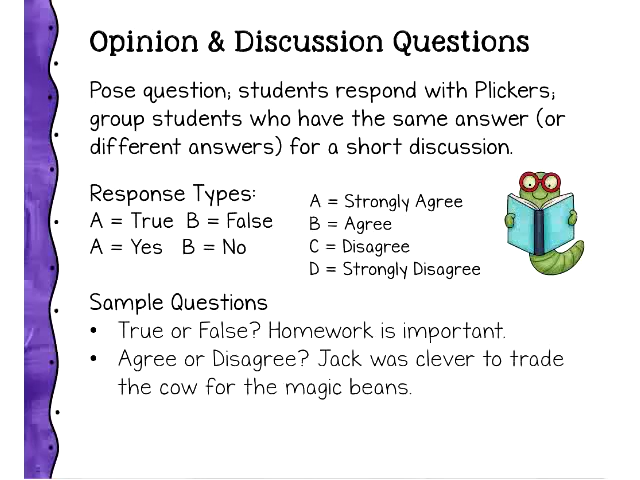 Opinion & Discussion Questions
Pose question; students respond with Plickers;
group students who have the same answer (or
different answers) for a short discussion.
Response Types:
A = True B = False
A = Yes B = No
A = Strongly Agree
B = Agree
C = Disagree
D = Strongly Disagree
Sample Questions
• True or False? Homework is important.
• Agree or Disagree? Jack was clever to trade
the cow for the magic beans.